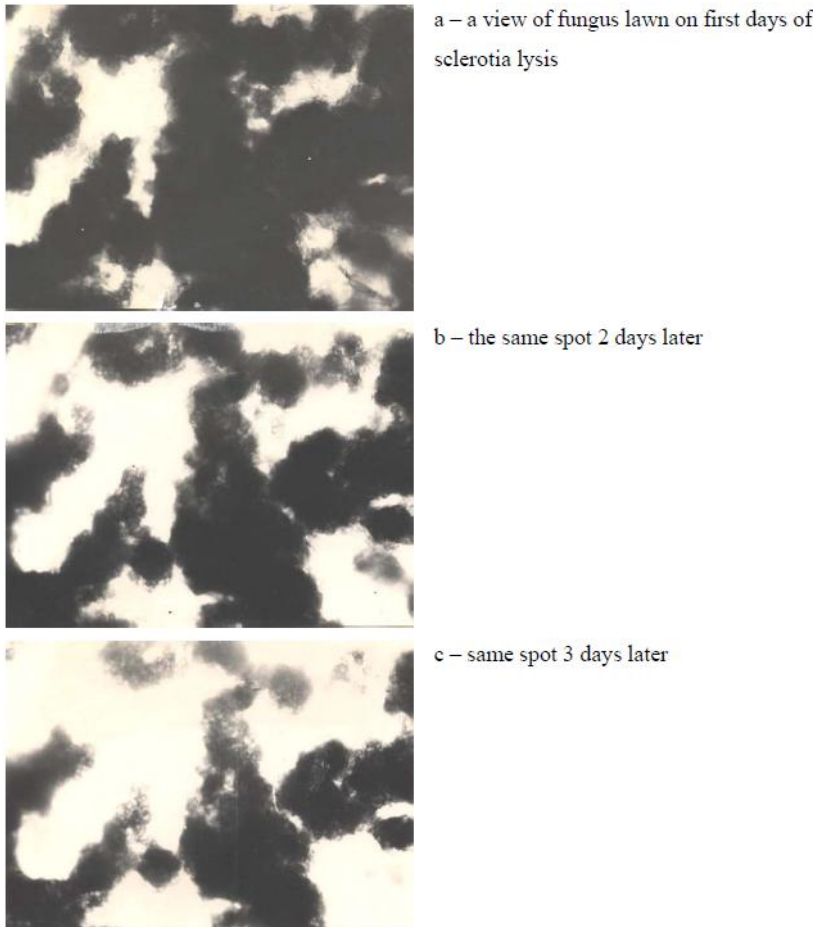 a – a view of fungus lawn on first days of
sclerotia lysis
b – the same spot 2 days later
c – same spot 3 days later